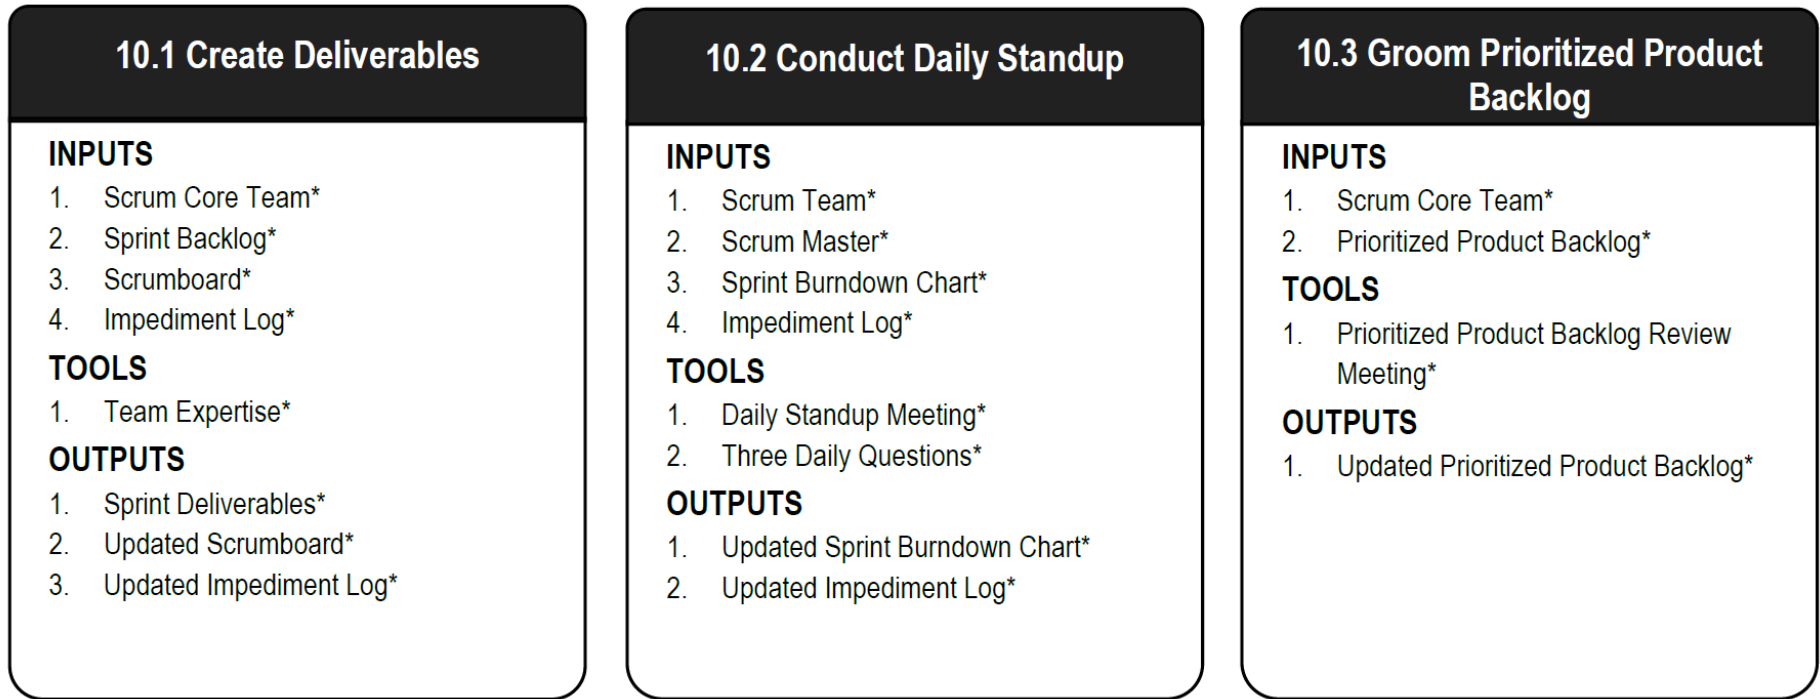 10.1 Create Deliverables
INPUTS
1. Scrum Core Team*
2. Sprint Backlog*
3. Scrumboard*
4. Impediment Log*
TOOLS
1. Team Expertise*
OUTPUTS
1. Sprint Deliverables*
2. Updated Scrumboard*
3. Updated Impediment Log*
10.2 Conduct Daily Standup
INPUTS
1. Scrum Team*
2. Scrum Master*
3. Sprint Burndown Chart*
4. Impediment Log*
TOOLS
1. Daily Standup Meeting*
2. Three Daily Questions*
OUTPUTS
1. Updated Sprint Burndown Chart*
2. Updated Impediment Log*
10.3 Groom Prioritized Product
Backlog
INPUTS
1. Scrum Core Team*
2. Prioritized Product Backlog*
TOOLS
1. Prioritized Product Backlog Review
Meeting*
OUTPUTS
1. Updated Prioritized Product Backlog*